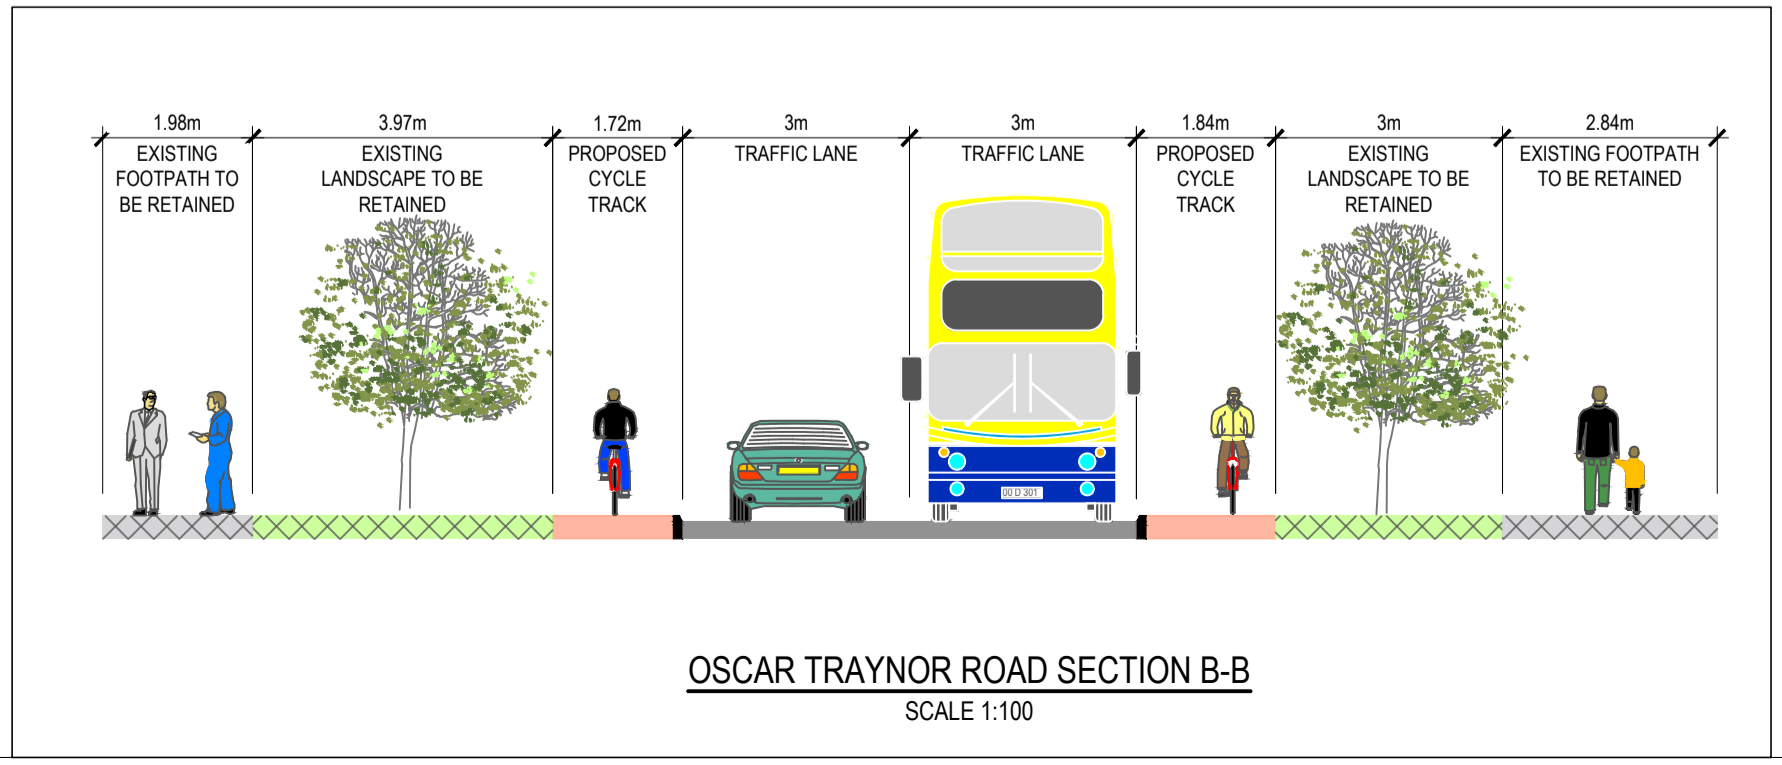 1.98m
3.97m
1.72m
3m
3m
1.84m
3m
2.84m
EXISTING
FOOTPATH TO
BE RETAINED
EXISTING
LANDSCAPE TO BE
RETAINED
PROPOSED
CYCLE
TRACK
TRAFFIC LANE
TRAFFIC LANE
PROPOSED
CYCLE
TRACK
EXISTING
LANDSCAPE TO BE
RETAINED
EXISTING FOOTPATH
TO BE RETAINED
00 D 301
OSCAR TRAYNOR ROAD SECTION B-B
SCALE 1:100